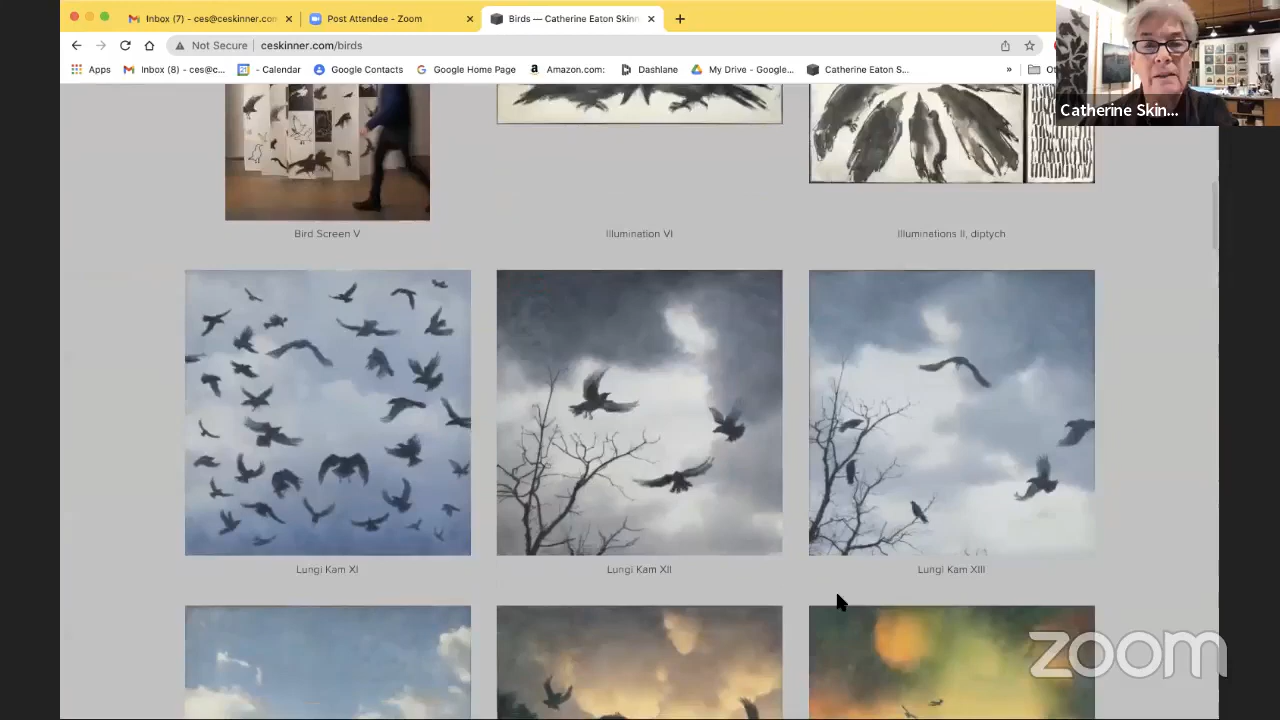 Inbox (7) - ces@ceskinner.com
Post Attendee - Zoom
Birds — Catherine Eaton Skinn
Not Secure
ceskinner.com/birds
Apps
Inbox (8) - ces@c...
- Calendar
Google Contacts
Google Home Page
Amazon.com:
Dashlane
My Drive - Google...
Catherine Eaton S...
»
Ot
Catherine Skin...
Bird Screen V
Illumination VI
Illuminations II, diptych
Lungi Kam XI
Lungi Kam XII
Lungi Kam XIII
zoom